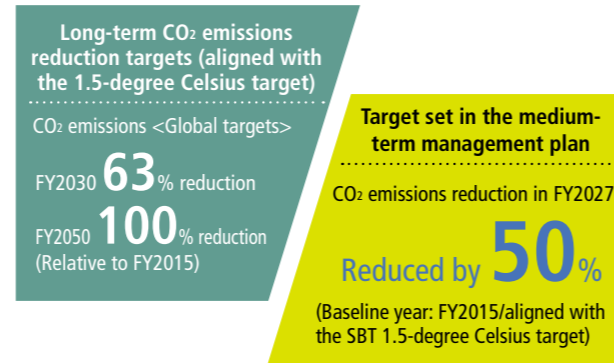 Long-term CO2 emissions
reduction targets (aligned with
the 1.5-degree Celsius target)
CO2 emissions <Global targets>
FY2030 63% reduction
FY2050 100% reduction
(Relative to FY2015)
Target set in the medium-
term management plan
CO2 emissions reduction in FY2027
Reduced by 50%
(Baseline year: FY2015/aligned with
the SBT 1.5-degree Celsius target)